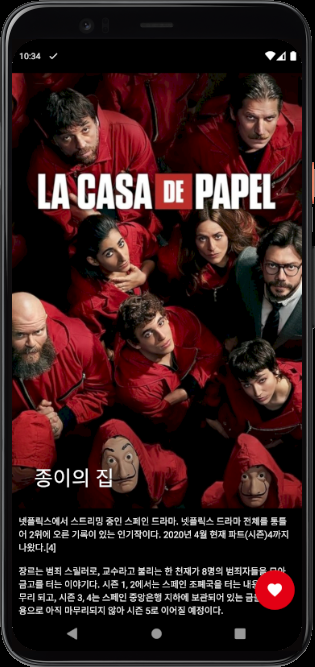 10:34
LA CASA DE PAPEL
종이의 집
넷플릭스에서 스트리밍 중인 스페인 드라마. 넷플릭스 드라마 전체를 통틀
어 2위에 오른 기록이 있는 인기작이다. 2020년 4월 현재 파트(시즌)4까지
나왔다.[4]
장르는 범죄 스릴러로, 교수라고 불리는 한 천재가 8명의 범죄자들을
금고를 터는 이야기다. 시즌 1, 2에서는 스페인 조폐국을 터는 내용
무리 되고, 시즌 3, 4는 스페인 중앙은행 지하에 보관되어 있는
용으로 아직 마무리되지 않아 시즌 5로 이어질 예정이다.